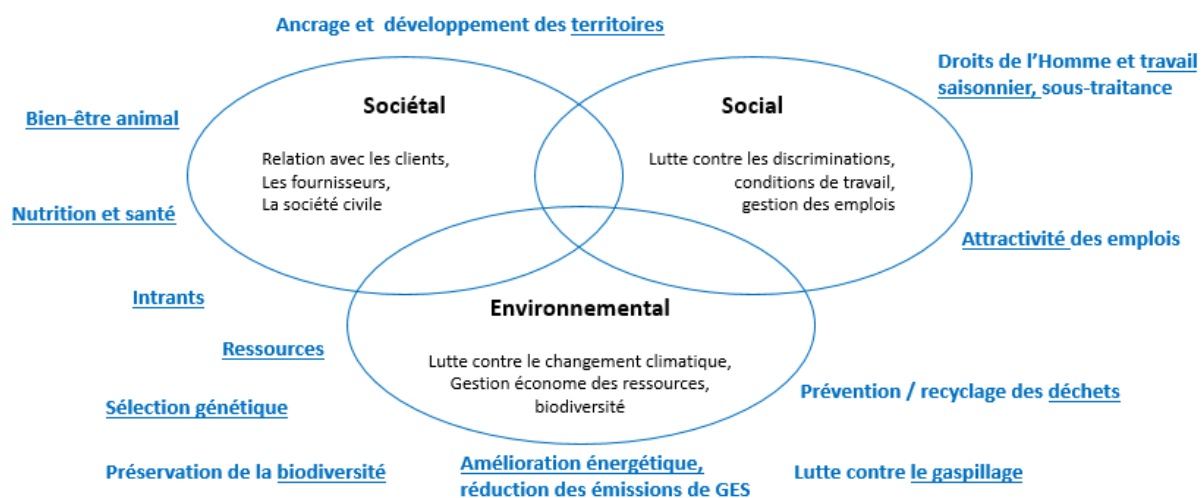 Ancrage et développement des territoires
Droits de l’Homme et travail
saisonnier, sous-traitance
Sociétal
Social
Bien-être animal
Relation avec les clients,
Les fournisseurs,
La société civile
Lutte contre les discriminations,
conditions de travail,
gestion des emplois
Nutrition et santé
Attractivité des emplois
Intrants
Environnemental
Ressources
Lutte contre le changement climatique,
Gestion économe des ressources,
biodiversité
Prévention / recyclage des déchets
Sélection génétique
Préservation de la biodiversité
Amélioration énergétique,
réduction des émissions de GES
Lutte contre le gaspillage